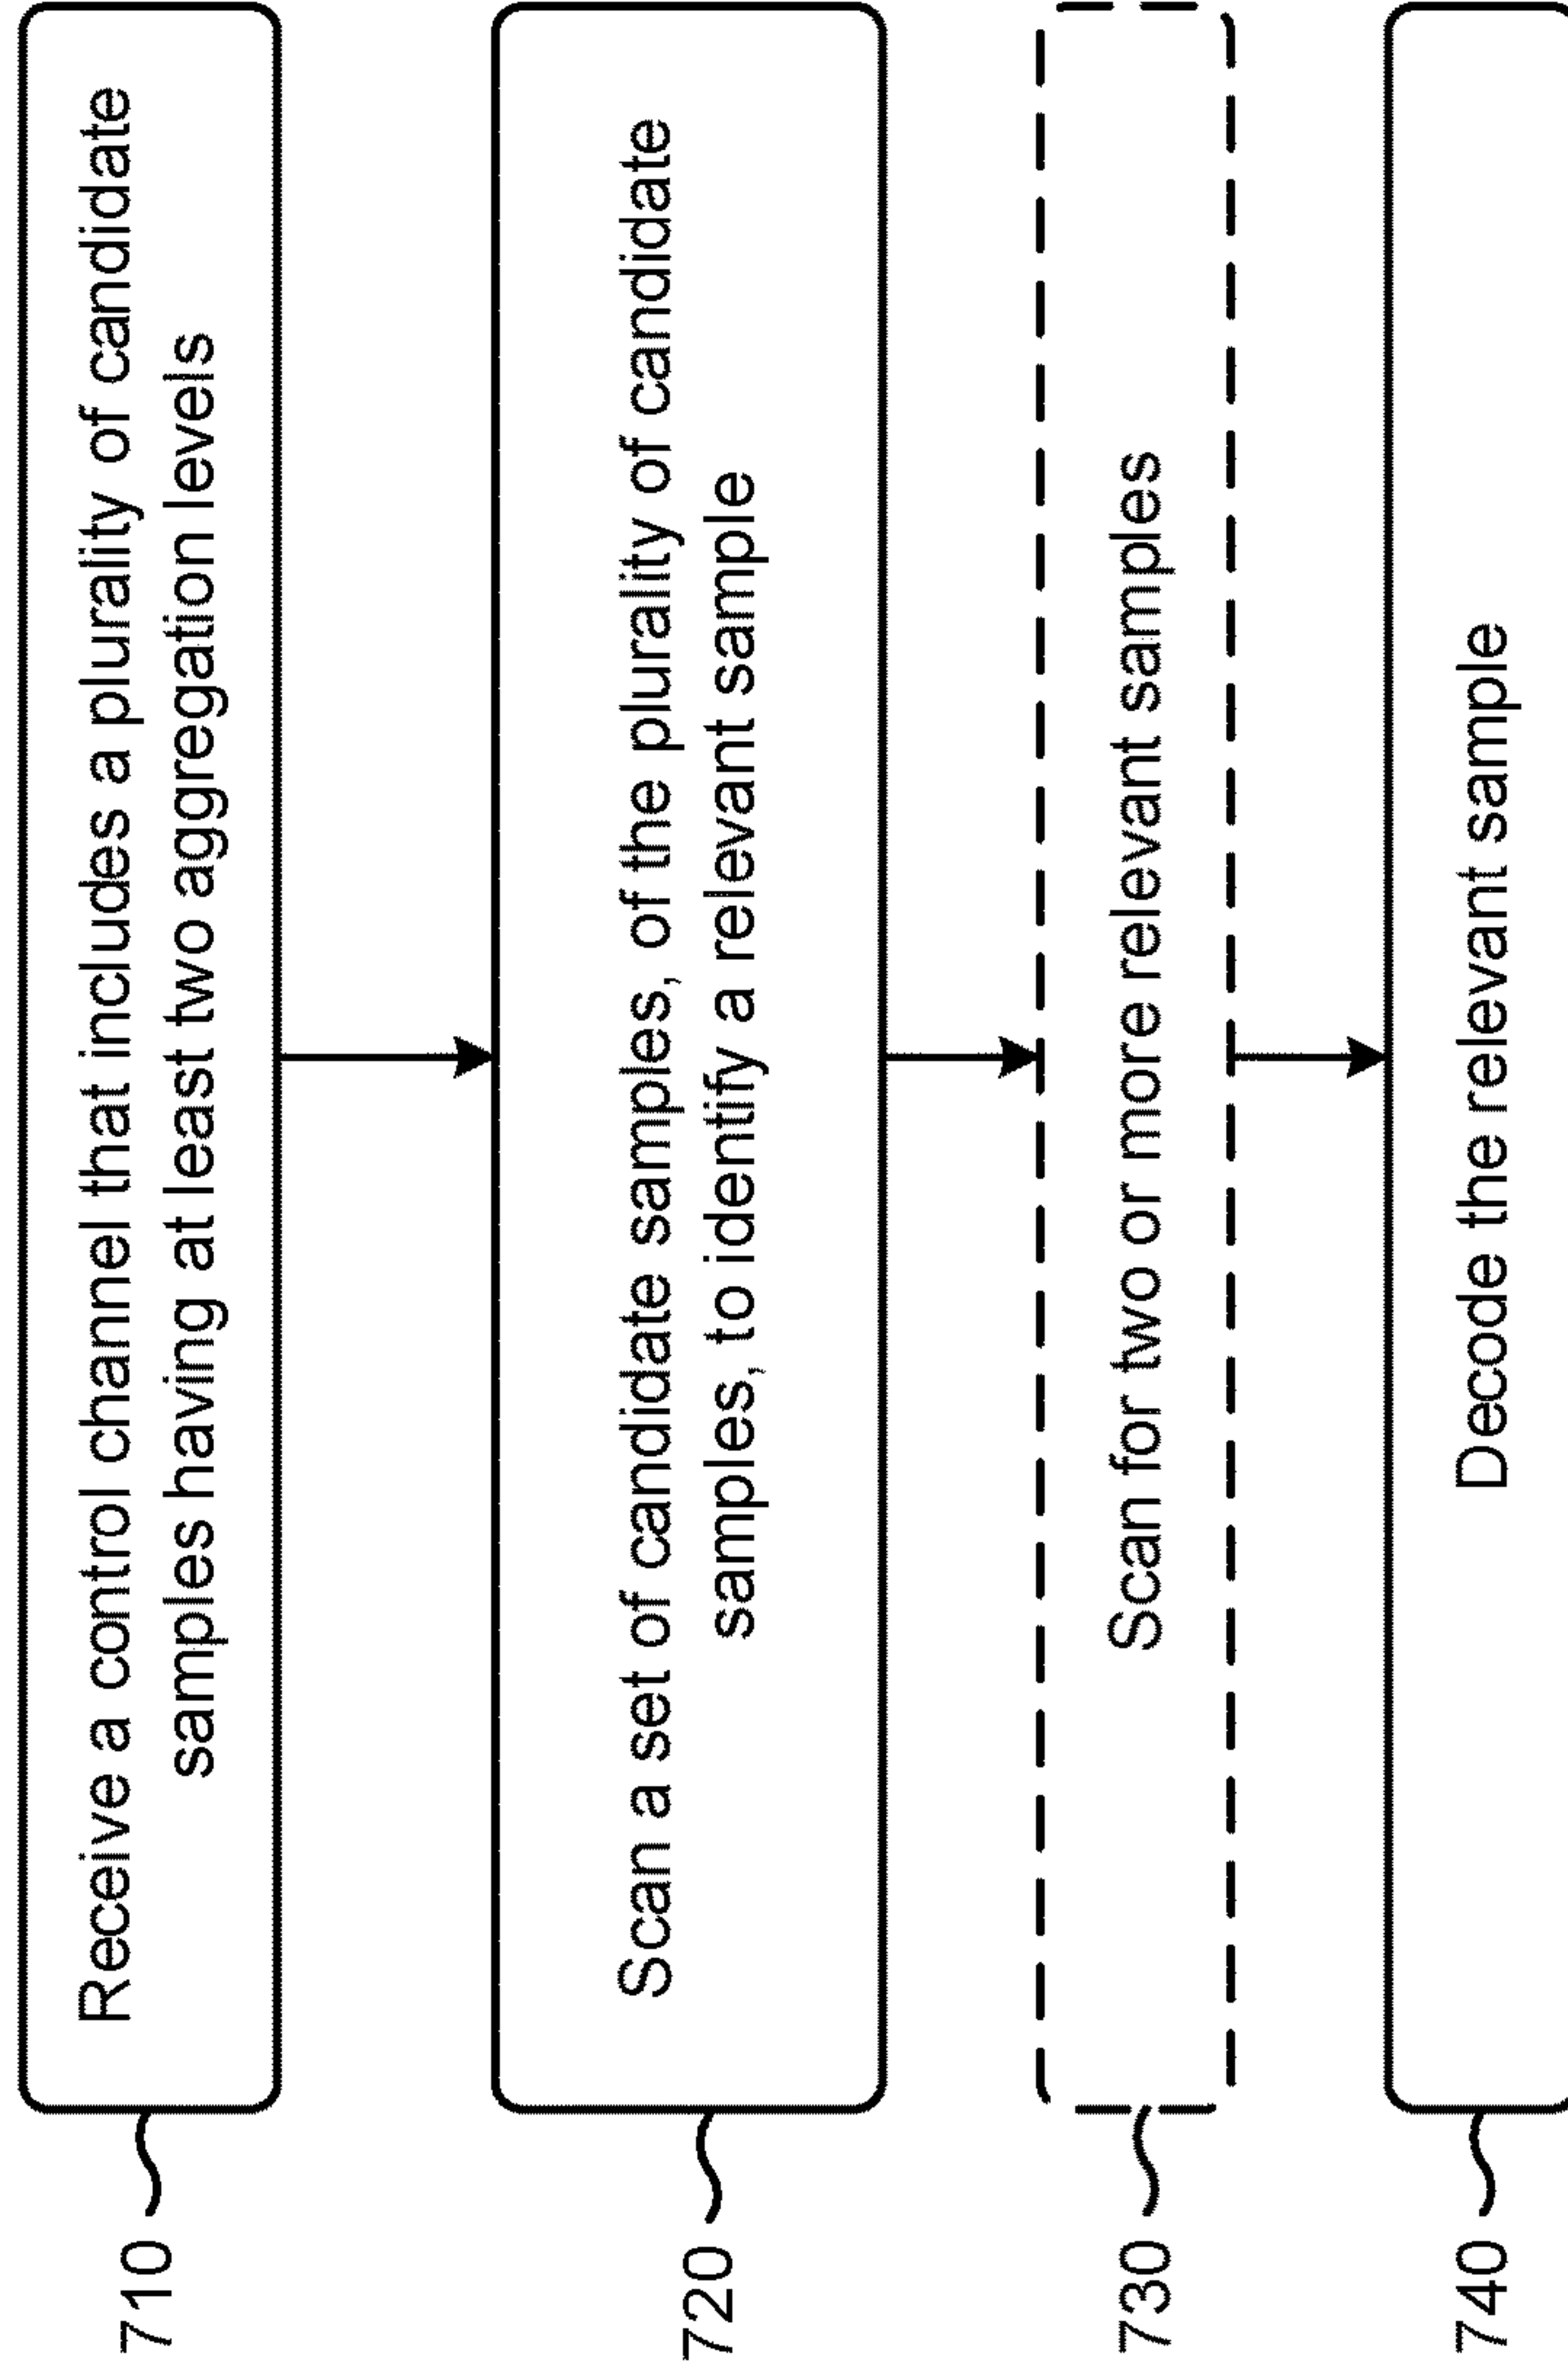 710
Receive a control channel that includes a plurality of candidate
samples having at least two aggregation levels
720
Scan a set of candidate samples, of the plurality of candidate
samples, to identify a relevant sample
730
Scan for two or more relevant samples
740
Decode the relevant sample